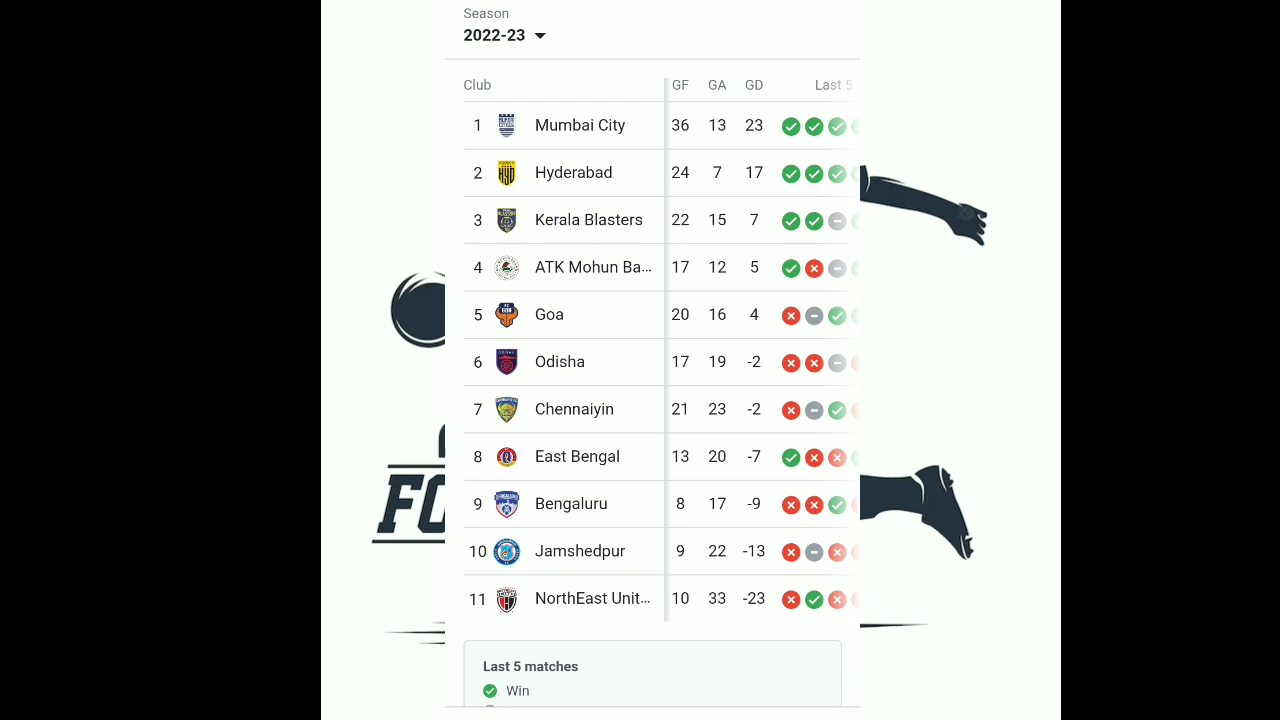 Season
2022-23
Club GF GA GD Last 5
1 Mumbai City 36 13 23
2 Hyderabad 24 7 17
3 Kerala Blasters 22 15 7
4 ATK Mohun Ba... 17 12 5
5 Goa 20 16 4
6 Odisha 17 19 -2
7 Chennaiyin 21 23 -2
8 East Bengal 13 20 -7
9 Bengaluru 8 17 -9
10 Jamshedpur 9 22 -13
11 NorthEast Unit... 10 33 -23
FO
Last 5 matches
Win